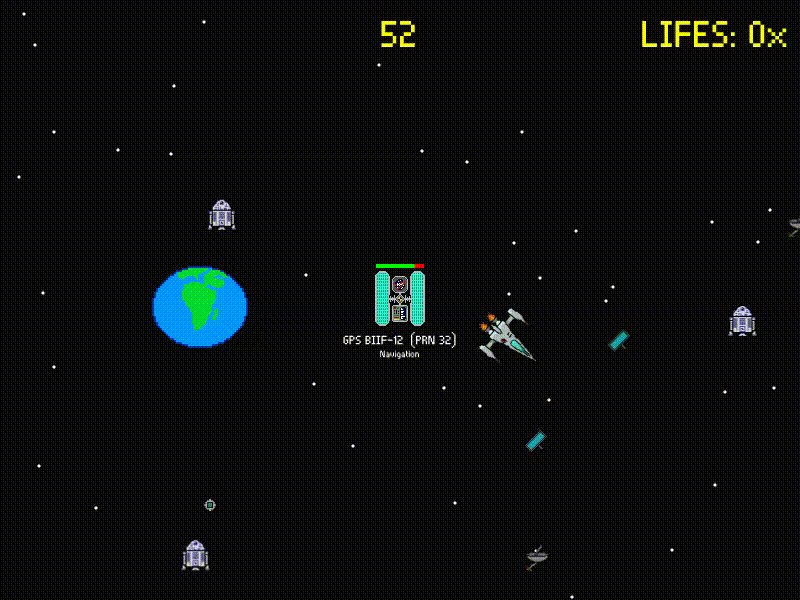 52
LIFES: 0x
GPS BIIF-12 (PRN 32)
Navigation